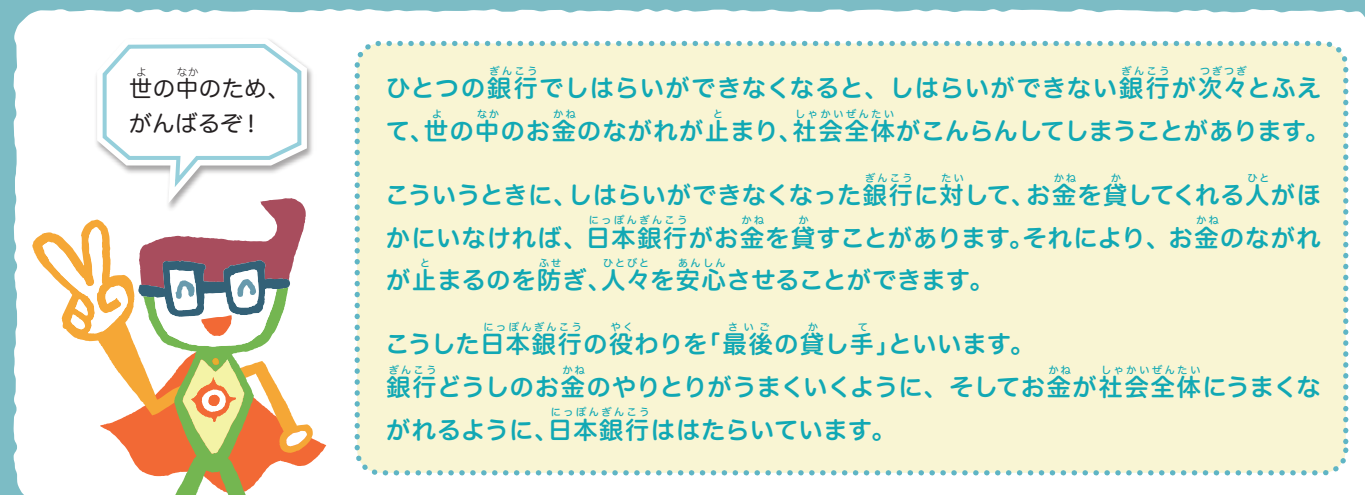 世の中のため、
がんばるぞ!
ひとつの銀行でしはらいができなくなると、しはらいができない銀行が次々とふえ
て、世の中のお金のながれが止まり、社会全体がこんらんしてしまうことがあります。
こういうときに、しはらいができなくなった銀行に対して、お金を貸してくれる人がほ
かにいなければ、日本銀行がお金を貸すことがあります。それにより、お金のながれ
が止まるのを防ぎ、人々を安心させることができます。
こうした日本銀行の役わりを「最後の貸し手」といいます。
銀行どうしのお金のやりとりがうまくいくように、そしてお金が社会全体にうまくな
がれるように、日本銀行ははたらいています。